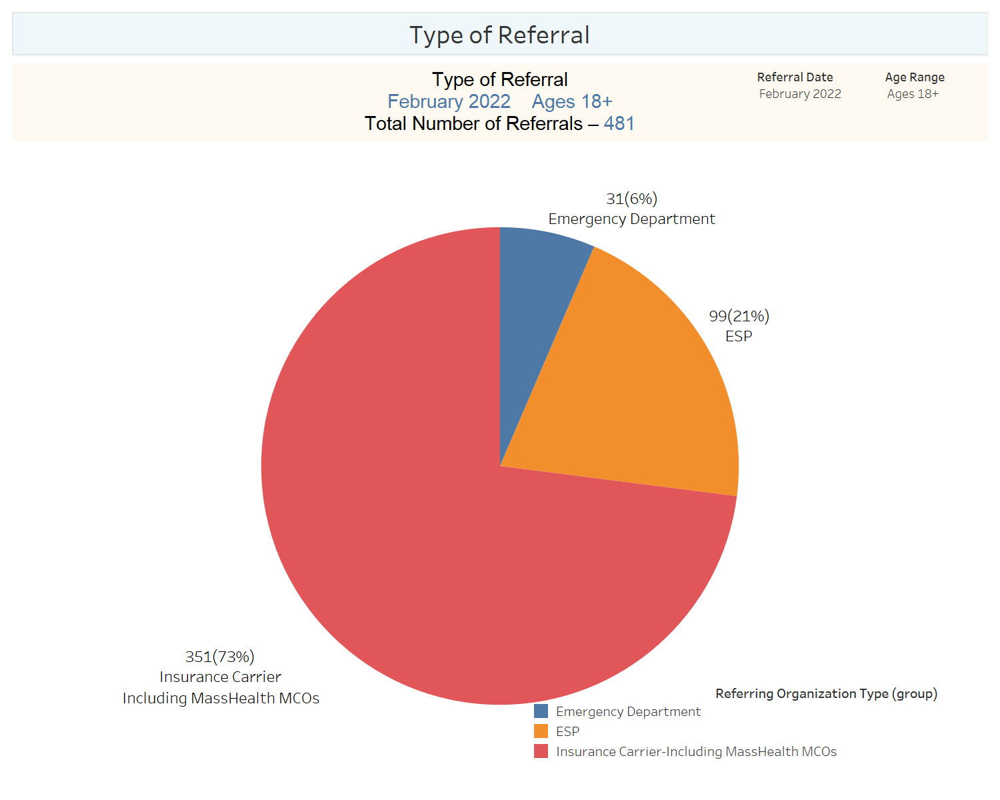 Type of Referral
Type of Referral
February 2022 Ages 18+
Total Number of Referrals – 481
Referral Date
February 2022
Age Range
Ages 18+
31(6%)
Emergency Department
99(21%)
ESP
351(73%)
Insurance Carrier
Including MassHealth MCOs
Referring Organization Type (group)
Emergency Department
ESP
Insurance Carrier-Including MassHealth MCOs